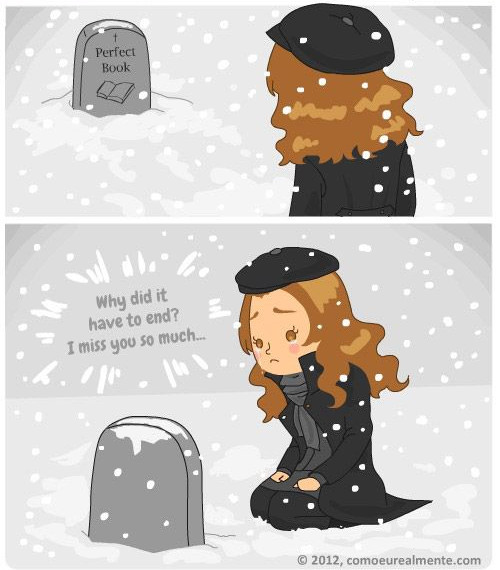 †
Perfect
Book
Why did it
have to end?
I miss you so much...
© 2012, comoeurealmente.com